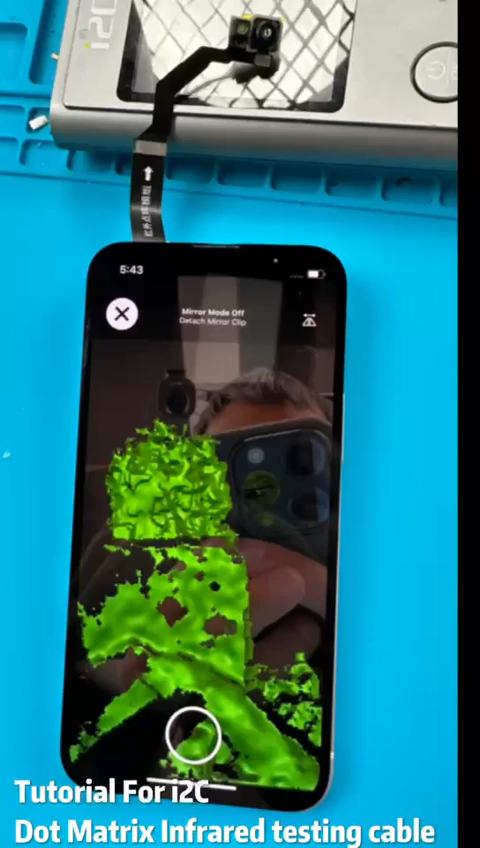 i2C
5:43
Mirror Mode Off
Detach Mirror Clip
Tutorial For i2C
Dot Matrix Infrared testing cable